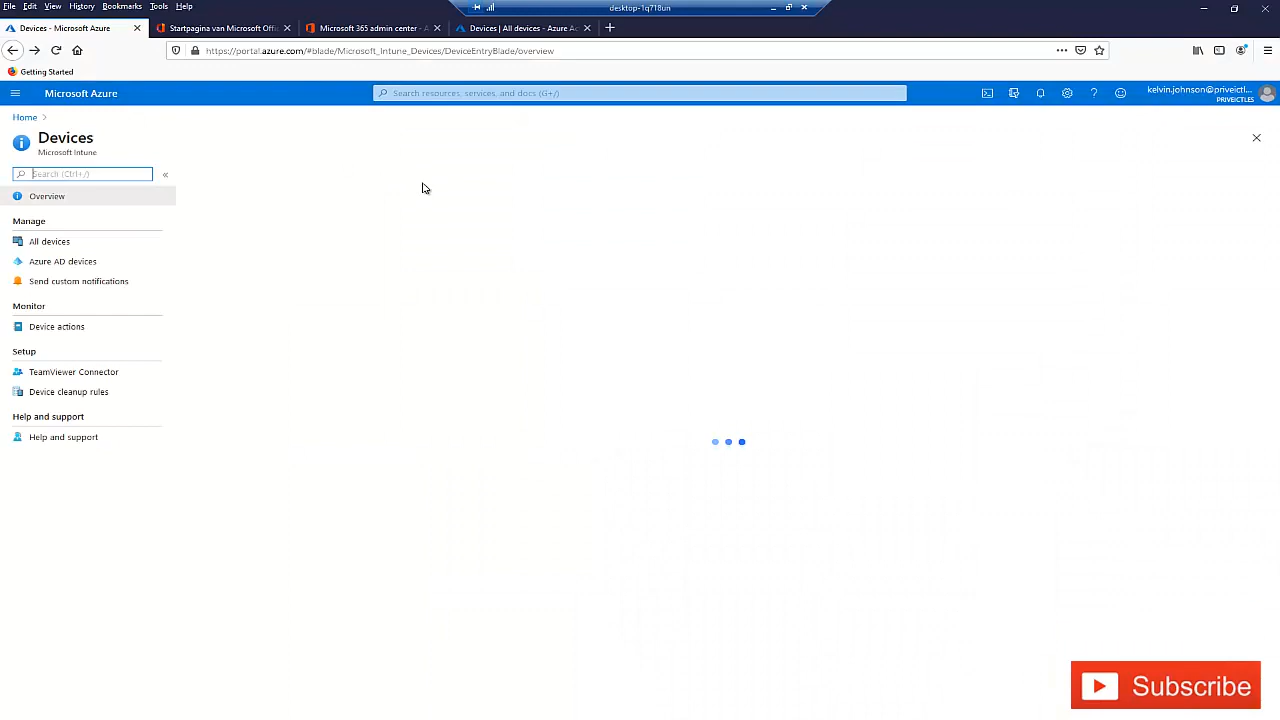 File Edit View History Bookmarks Tools Help
desktop-1q718un
Devices - Microsoft Azure
Startpagina van Microsoft Offi
Microsoft 365 admin center - A
Devices | All devices - Azure Ac
https://portal.azure.com/#blade/Microsoft_Intune_Devices/DeviceEntryBlade/overview
Getting Started
Microsoft Azure
Search resources, services, and docs (G+/)
kelvin.johnson@priveictl...
PRIVEICTLES
Home
Devices
Microsoft Intune
Search (Ctrl+/)
Overview
Manage
All devices
Azure AD devices
Send custom notifications
Monitor
Device actions
Setup
TeamViewer Connector
Device cleanup rules
Help and support
Help and support
Subscribe